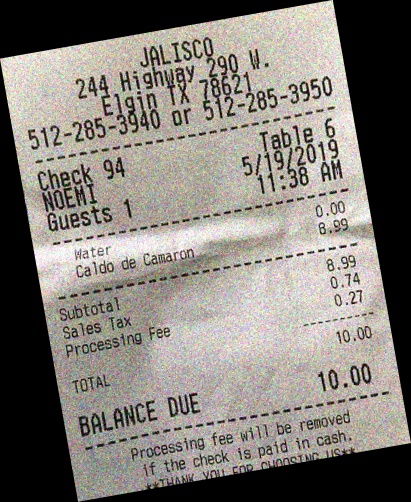 JALISCO
244 Highway 290 W.
Elgin TX 78621
512-285-3940 or 512-285-3950
Table 6
Check 94 5/19/2019
NOEMI 11:38 AM
Guests 1
Water 0.00
Caldo de Camaron 8.99
Subtotal 8.99
Sales Tax 0.74
Processing Fee 0.27
TOTAL 10.00
BALANCE DUE 10.00
Processing fee will be removed
if the check is paid in cash.
**THANK YOU FOR CHOOSING US**